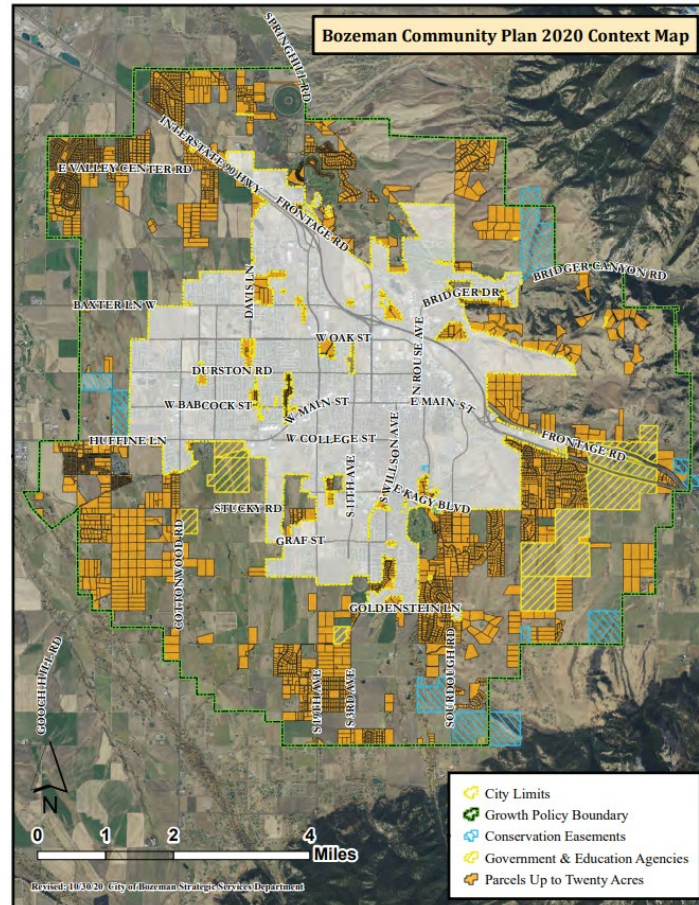 Bozeman Community Plan 2020 Context Map
SPRINGHILL RD
INTERSTATE 90 HWY
E VALLEY CENTER RD
FRONTAGE RD
BRIDGER CANYON RD
BRIDGER DR
DAVIS LN
BAXTER LN W
W OAK ST
N ROUSE AVE
DURSTON RD
W BABCOCK ST
W MAIN ST
E MAIN ST
HUFFINE LN
W COLLEGE ST
FRONTAGE RD
S WILLSON AVE
S 11TH AVE
E KAGY BLVD
STUCKY RD
GRAF ST
COTTONWOOD RD
GOLDENSTEIN LN
GOOCH HILL RD
S 17TH AVE
S 3RD AVE
SOURDOUGH RD
N
0 1 2 4
Miles
Revised: 10/30/20 City of Bozeman Strategic Services Department
City Limits
Growth Policy Boundary
Conservation Easements
Government & Education Agencies
Parcels Up to Twenty Acres